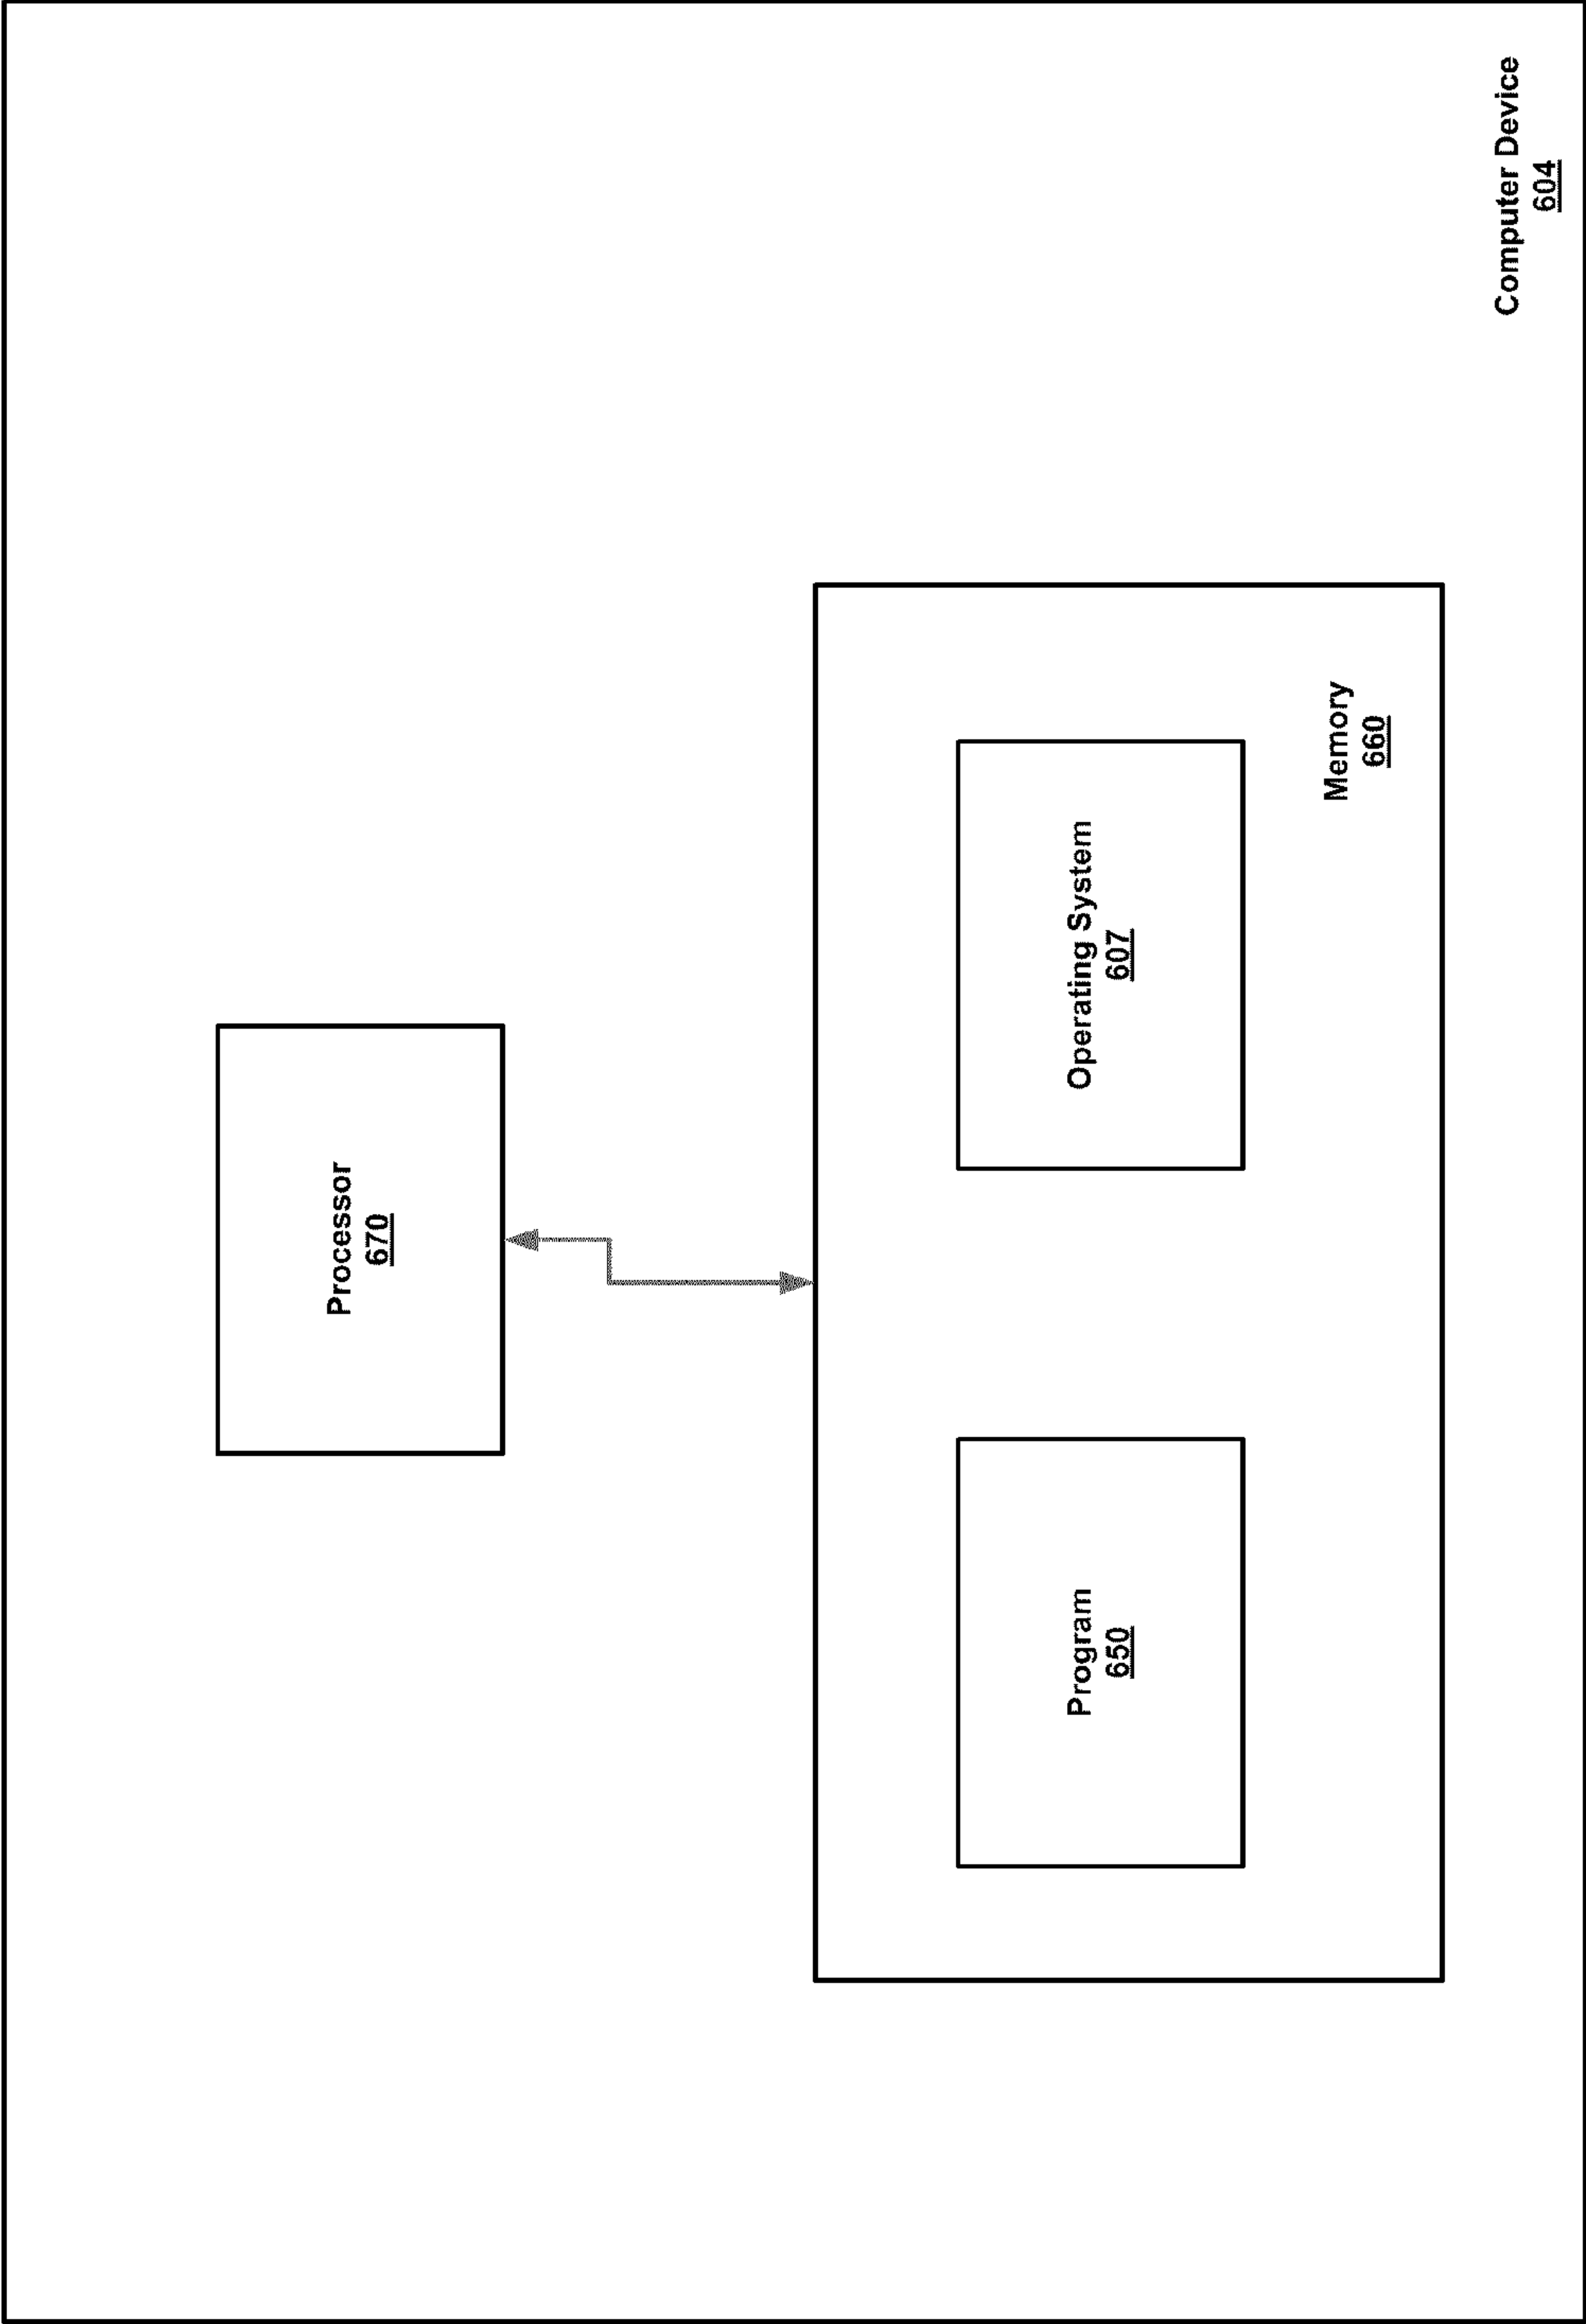 Processor
670
Program
650
Operating System
607
Memory
660
Computer Device
604